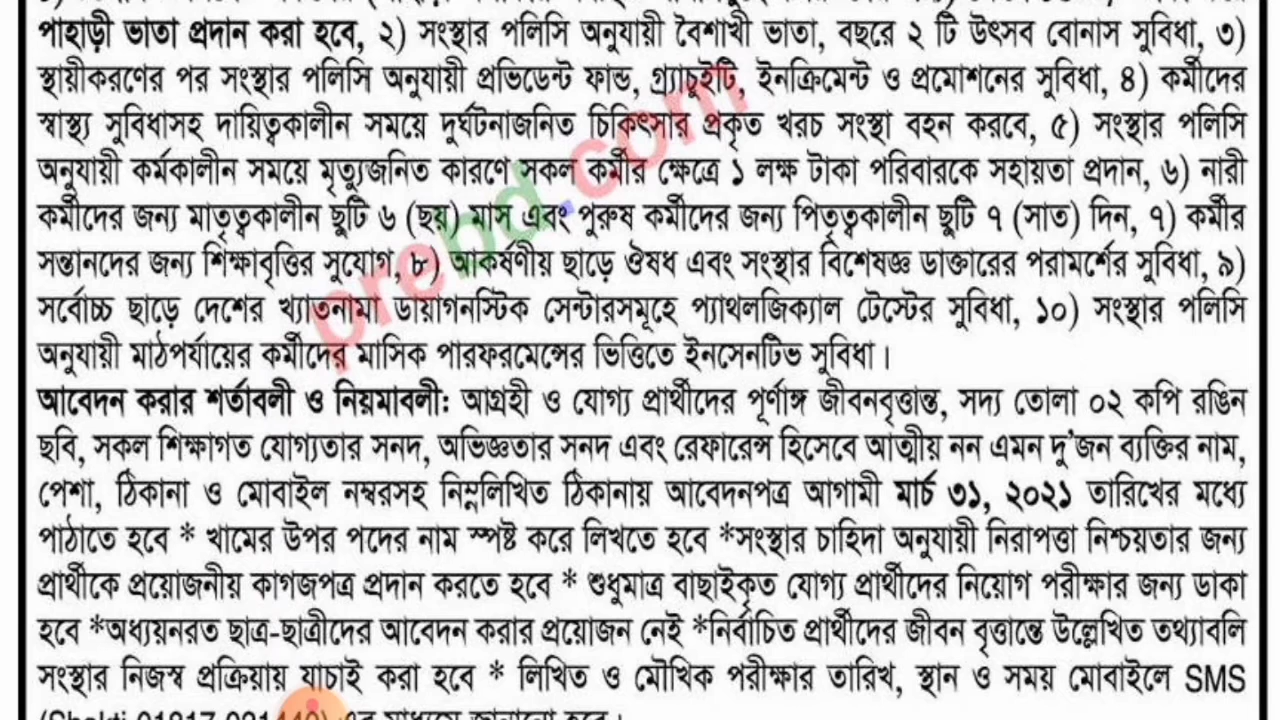 পাহাড়ী ভাতা প্রদান করা হবে, ২) সংস্থার পলিসি অনুযায়ী বৈশাখী ভাতা, বছরে ২ টি উৎসব বোনাস সুবিধা, ৩)
স্থায়ীকরণের পর সংস্থার পলিসি অনুযায়ী প্রভিডেন্ট ফান্ড, গ্র্যাচুইটি, ইনক্রিমেন্ট ও প্রমোশনের সুবিধা, ৪) কর্মীদের
স্বাস্থ্য সুবিধাসহ দায়িত্বকালীন সময়ে দুর্ঘটনাজনিত চিকিৎসার প্রকৃত খরচ সংস্থা বহন করবে, ৫) সংস্থার পলিসি
অনুযায়ী কর্মকালীন সময়ে মৃত্যুজনিত কারণে সকল কর্মীর ক্ষেত্রে ১ লক্ষ টাকা পরিবারকে সহায়তা প্রদান, ৬) নারী
কর্মীদের জন্য মাতৃত্বকালীন ছুটি ৬ (ছয়) মাস এবং পুরুষ কর্মীদের জন্য পিতৃত্বকালীন ছুটি ৭ (সাত) দিন, ৭) কর্মীর
সন্তানদের জন্য শিক্ষাবৃত্তির সুযোগ, ৮) আকর্ষণীয় ছাড়ে ঔষধ এবং সংস্থার বিশেষজ্ঞ ডাক্তারের পরামর্শের সুবিধা, ৯)
সর্বোচ্চ ছাড়ে দেশের খ্যাতনামা ডায়াগনস্টিক সেন্টারসমূহে প্যাথলজিক্যাল টেস্টের সুবিধা, ১০) সংস্থার পলিসি
অনুযায়ী মাঠপর্যায়ের কর্মীদের মাসিক পারফরমেন্সের ভিত্তিতে ইনসেনটিভ সুবিধা।
আবেদন করার শর্তাবলী ও নিয়মাবলী: আগ্রহী ও যোগ্য প্রার্থীদের পূর্ণাঙ্গ জীবনবৃত্তান্ত, সদ্য তোলা ০২ কপি রঙিন
ছবি, সকল শিক্ষাগত যোগ্যতার সনদ, অভিজ্ঞতার সনদ এবং রেফারেন্স হিসেবে আত্মীয় নন এমন দু'জন ব্যক্তির নাম,
পেশা, ঠিকানা ও মোবাইল নম্বরসহ নিম্নলিখিত ঠিকানায় আবেদনপত্র আগামী মার্চ ৩১, ২০২১ তারিখের মধ্যে
পাঠাতে হবে * খামের উপর পদের নাম স্পষ্ট করে লিখতে হবে *সংস্থার চাহিদা অনুযায়ী নিরাপত্তা নিশ্চয়তার জন্য
প্রার্থীকে প্রয়োজনীয় কাগজপত্র প্রদান করতে হবে * শুধুমাত্র বাছাইকৃত যোগ্য প্রার্থীদের নিয়োগ পরীক্ষার জন্য ডাকা
হবে *অধ্যয়নরত ছাত্র-ছাত্রীদের আবেদন করার প্রয়োজন নেই *নির্বাচিত প্রার্থীদের জীবন বৃত্তান্তে উল্লেখিত তথ্যাবলি
সংস্থার নিজস্ব প্রক্রিয়ায় যাচাই করা হবে * লিখিত ও মৌখিক পরীক্ষার তারিখ, স্থান ও সময় মোবাইলে SMS
prebd.com